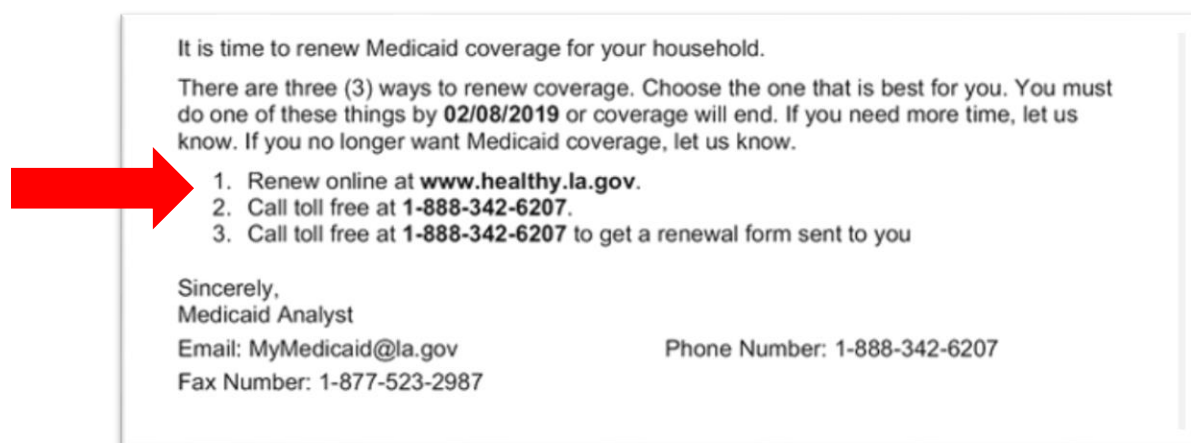 It is time to renew Medicaid coverage for your household.
There are three (3) ways to renew coverage. Choose the one that is best for you. You must
do one of these things by 02/08/2019 or coverage will end. If you need more time, let us
know. If you no longer want Medicaid coverage, let us know.
1. Renew online at www.healthy.la.gov.
2. Call toll free at 1-888-342-6207.
3. Call toll free at 1-888-342-6207 to get a renewal form sent to you
Sincerely,
Medicaid Analyst
Email: MyMedicaid@la.gov Phone Number: 1-888-342-6207
Fax Number: 1-877-523-2987